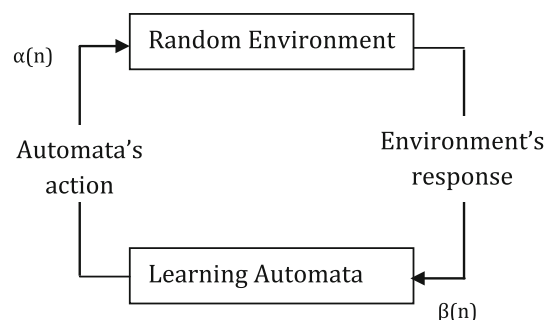 Random Environment
α(n)
Automata's
action
Environment's
response
Learning Automata
β(n)